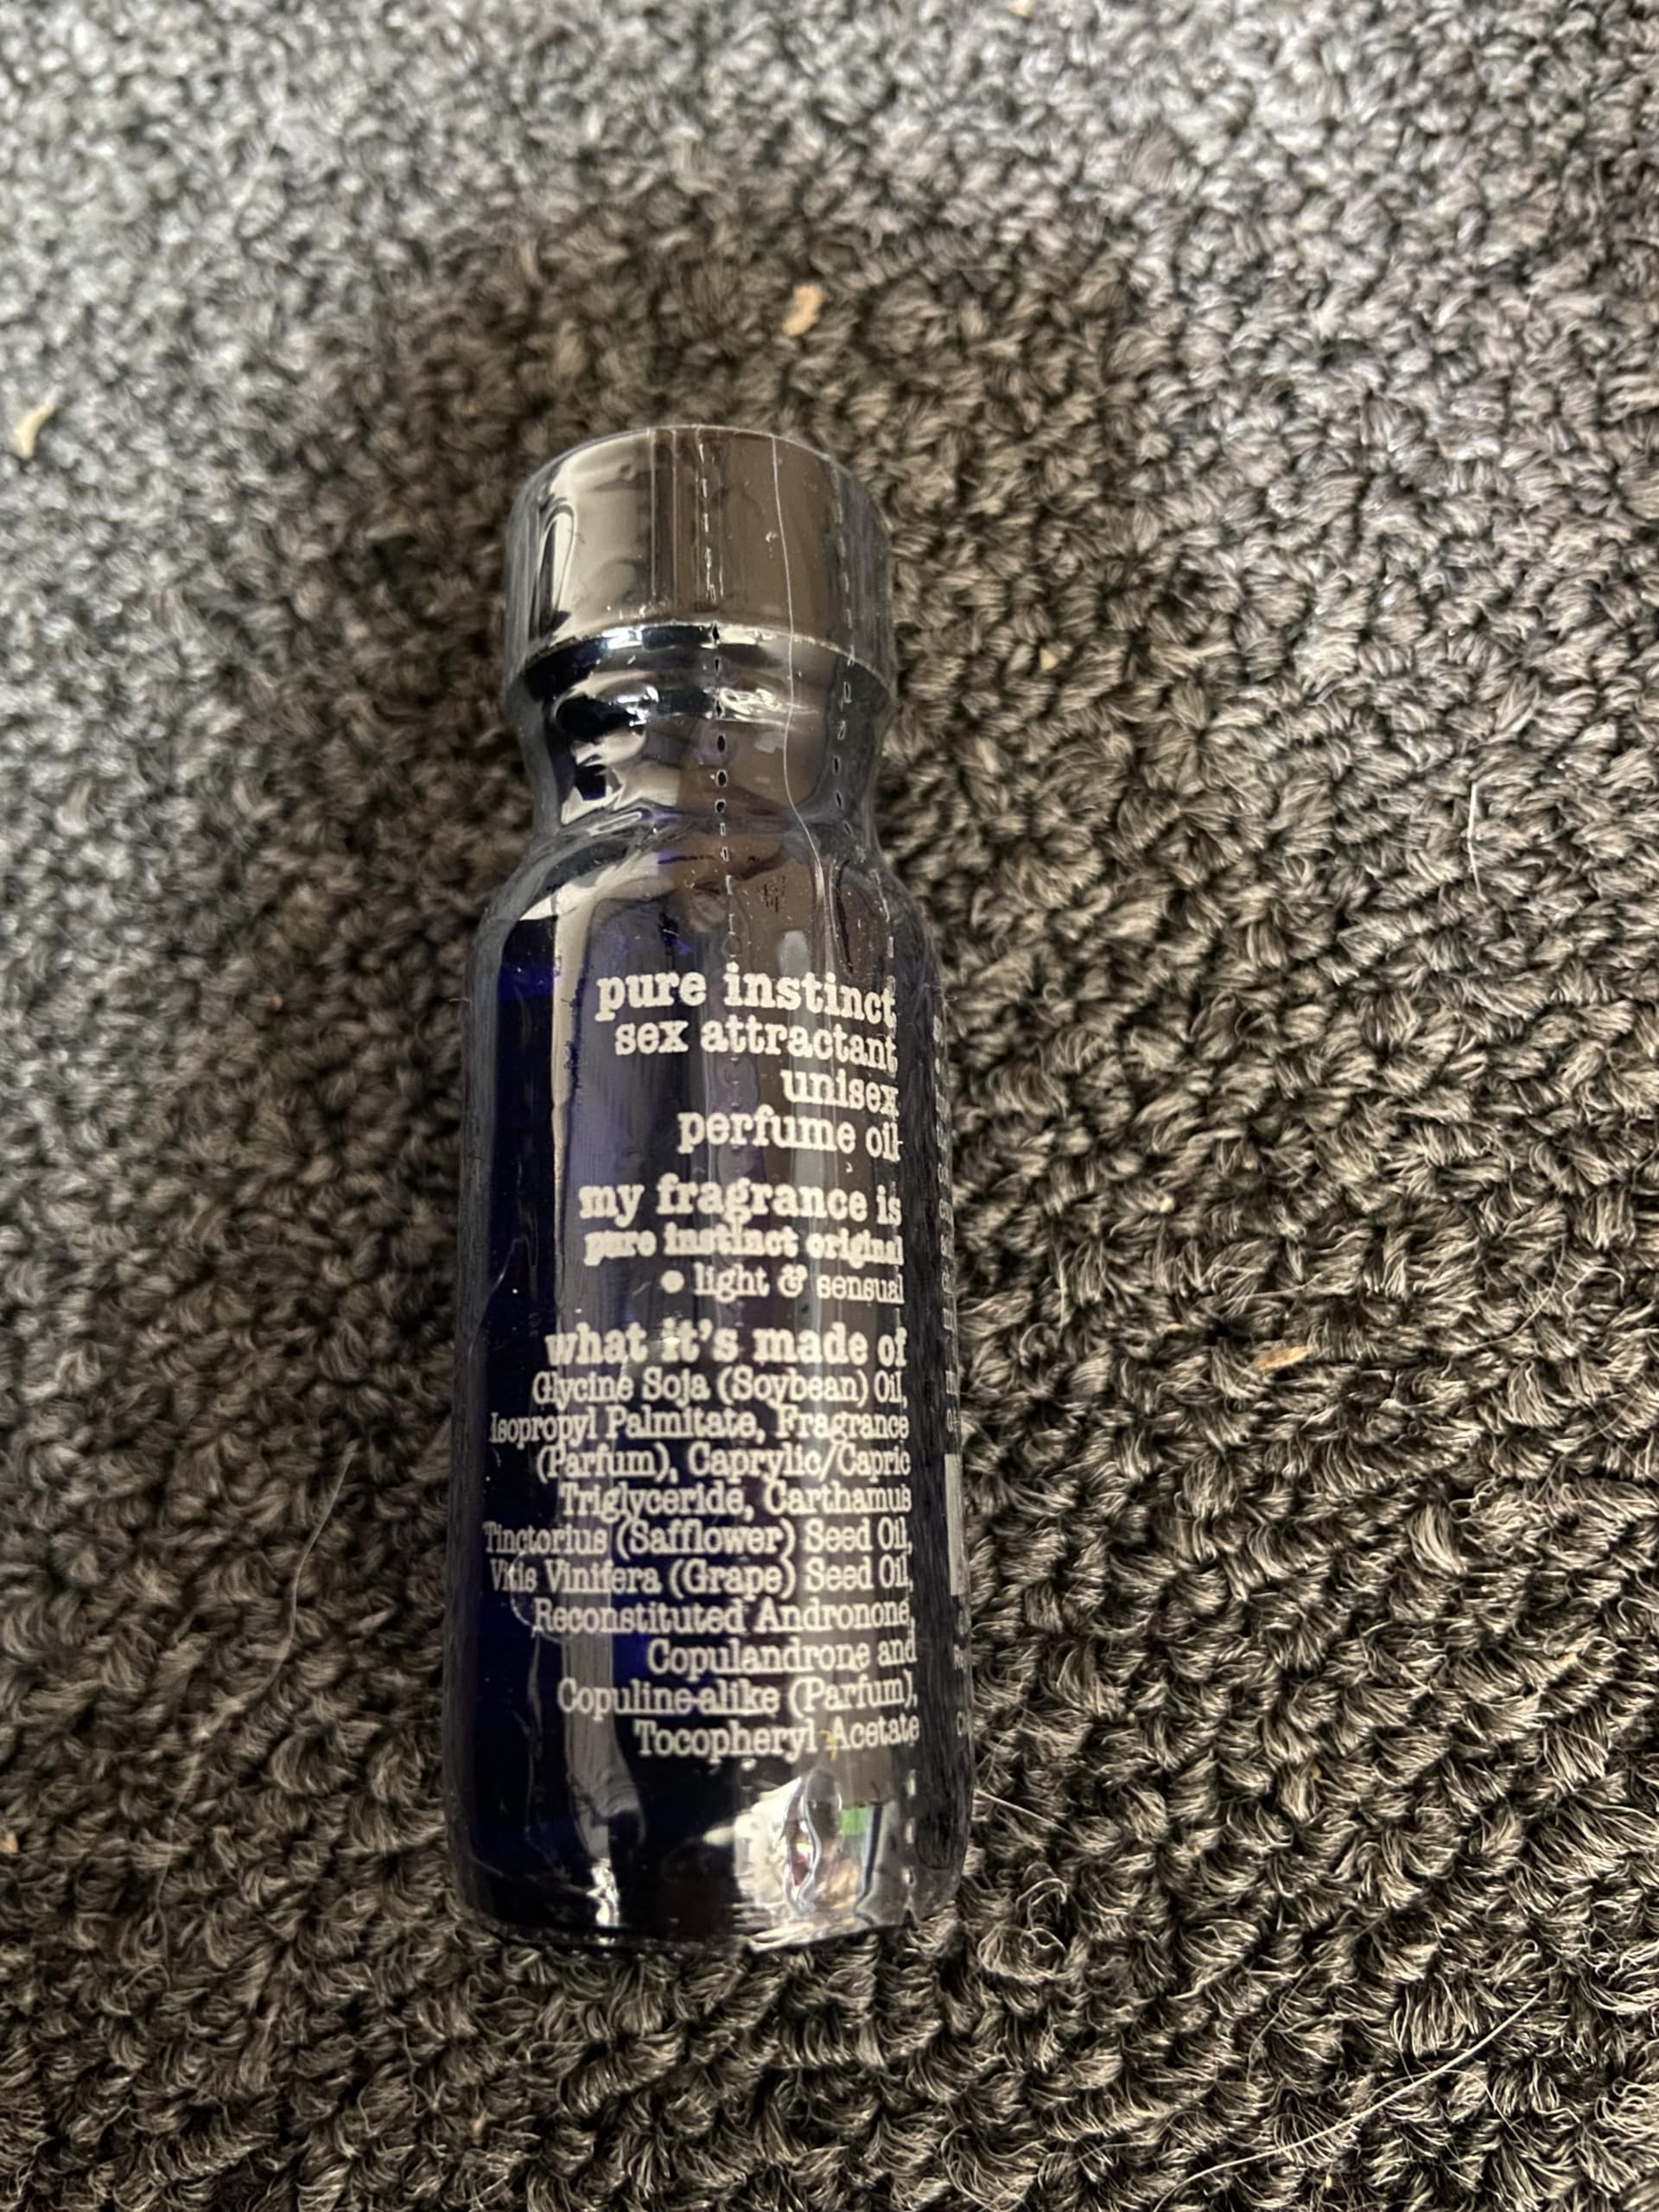 pure instinct
sex attractant
unisex
perfume oil
my fragrance is
pure instinct original
• light & sensual
what it's made of
Glycine Soja (Soybean) Oil,
Isopropyl Palmitate, Fragrance
(Parfum), Caprylic/Capric
Triglyceride, Carthamus
Tinctorius (Safflower) Seed Oil,
Vitis Vinifera (Grape) Seed Oil,
Reconstituted Andronone,
Copulandrone and
Copuline-alike (Parfum),
Tocopheryl Acetate